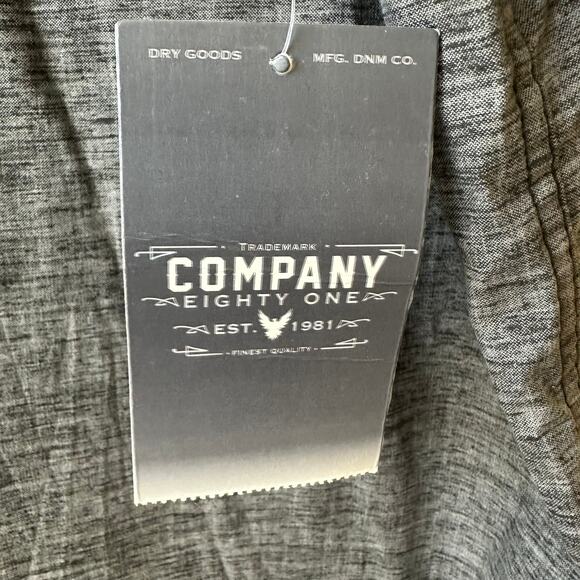 DRY GOODS MFG. DNM CO.
- TRADEMARK -
COMPANY
EIGHTY ONE
EST. 1981
- FINEST QUALITY -